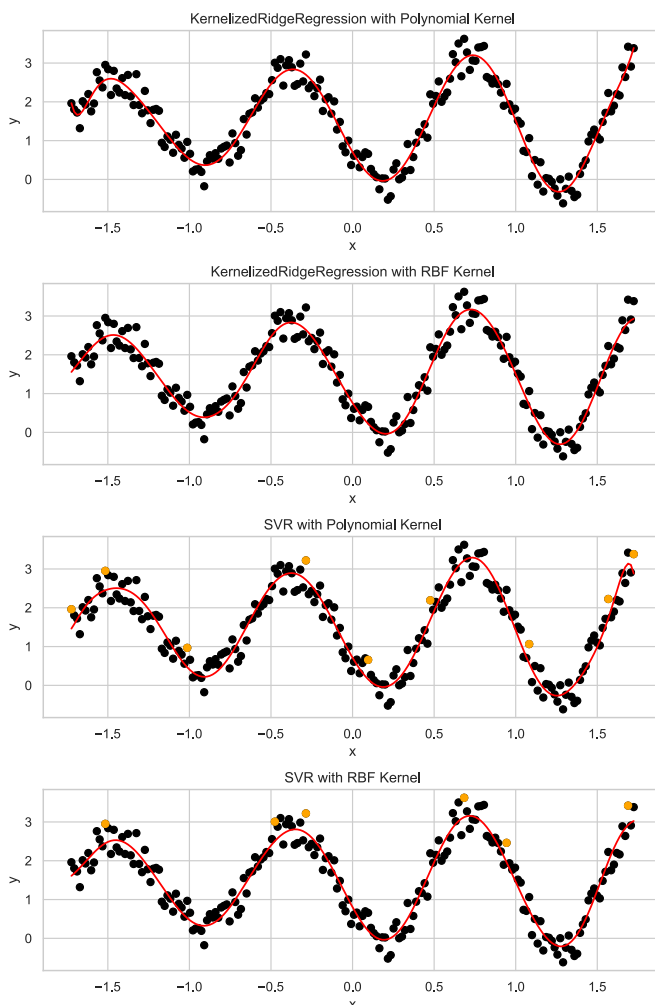 KernelizedRidgeRegression with Polynomial Kernel
3
2
1
0
y
−1.5 −1.0 −0.5 0.0 0.5 1.0 1.5
x
KernelizedRidgeRegression with RBF Kernel
3
2
1
0
y
−1.5 −1.0 −0.5 0.0 0.5 1.0 1.5
x
SVR with Polynomial Kernel
3
2
1
0
y
−1.5 −1.0 −0.5 0.0 0.5 1.0 1.5
x
SVR with RBF Kernel
3
2
1
0
y
−1.5 −1.0 −0.5 0.0 0.5 1.0 1.5
x